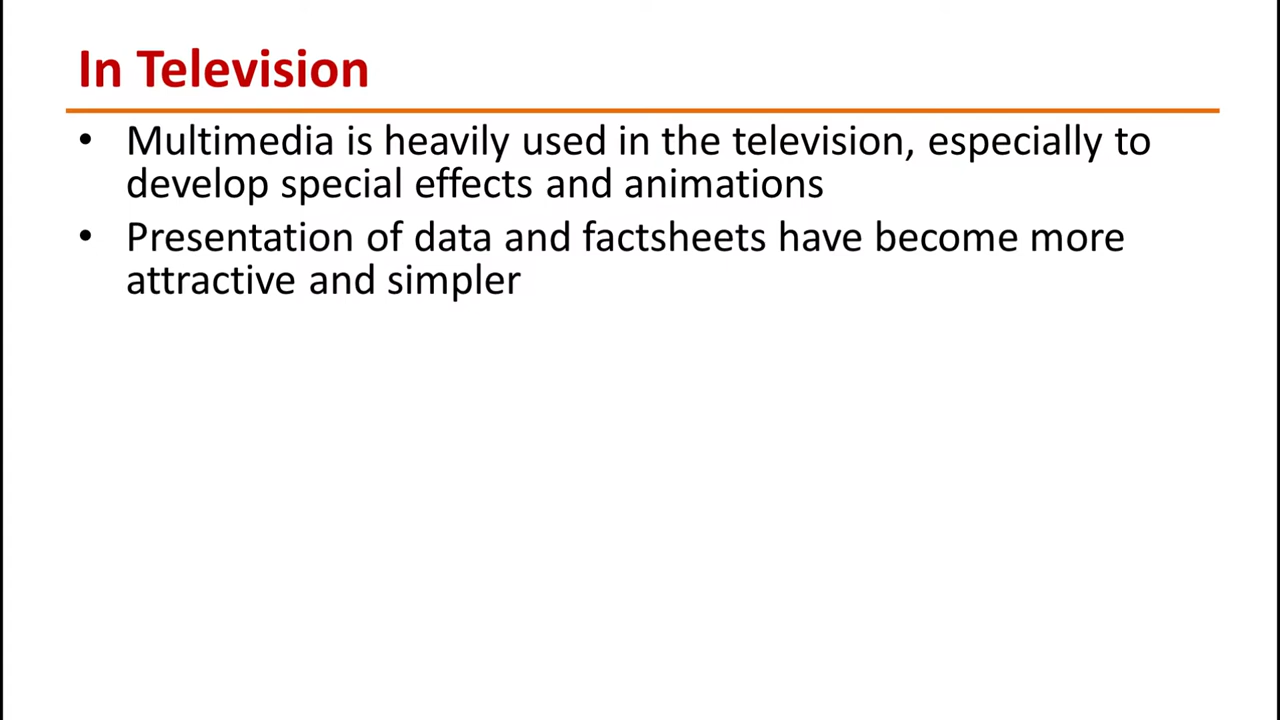 In Television
• Multimedia is heavily used in the television, especially to
develop special effects and animations
• Presentation of data and factsheets have become more
attractive and simpler